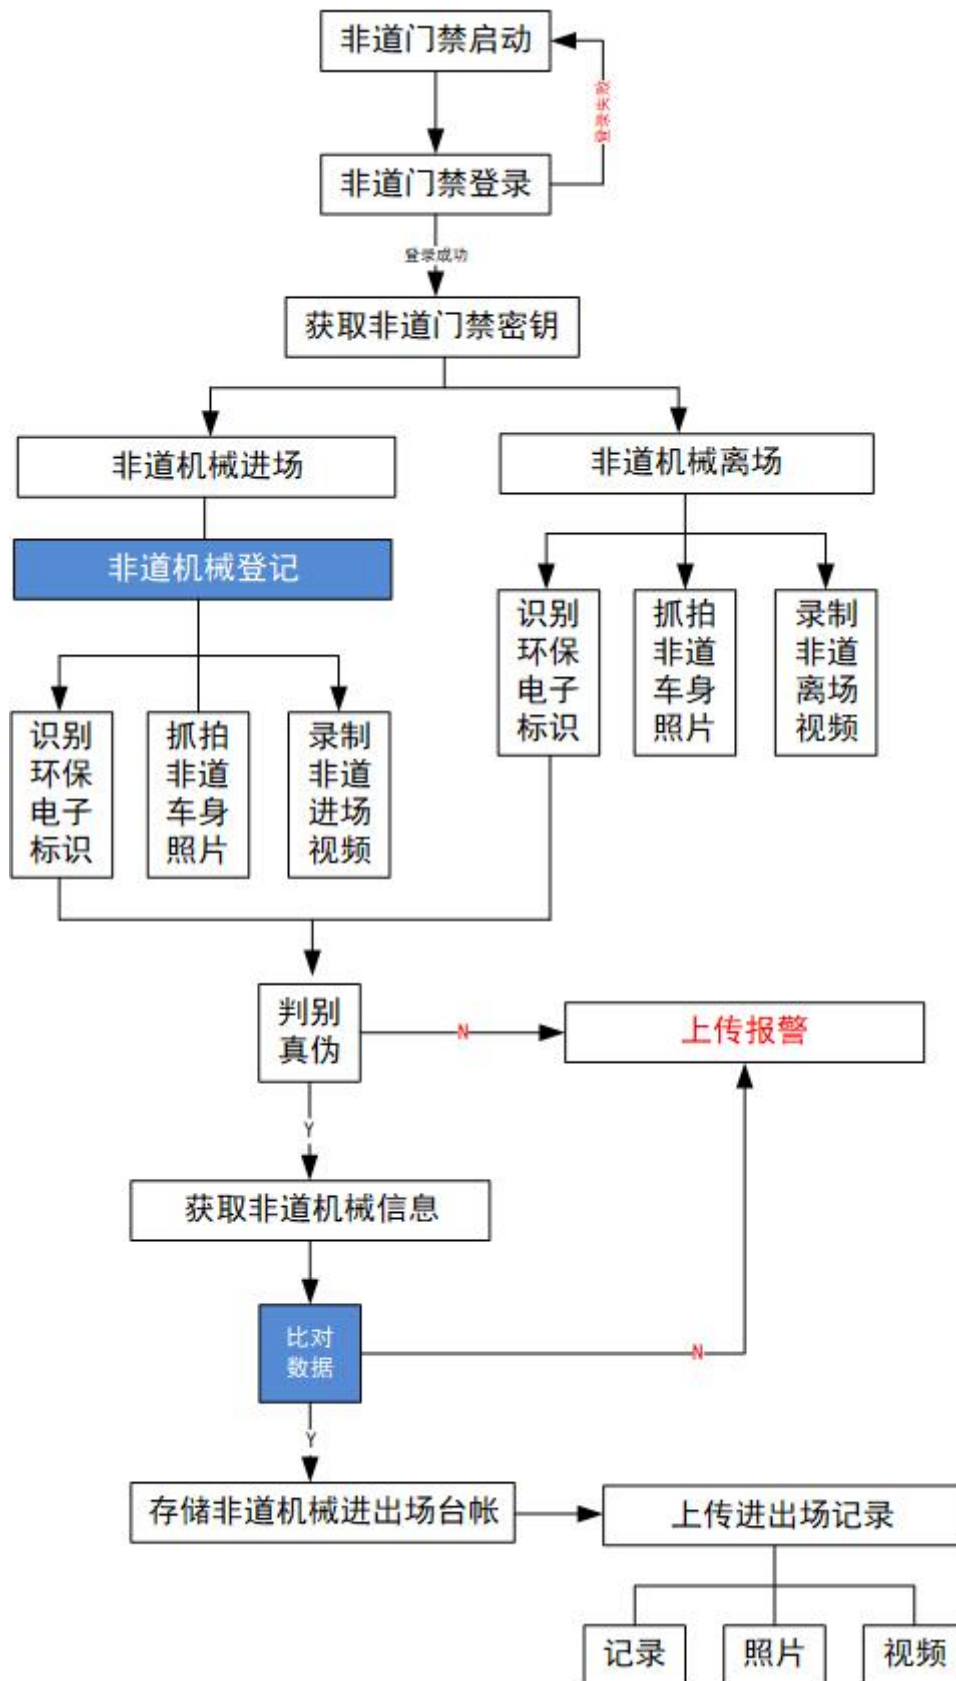 非道门禁启动
登录失败
非道门禁登录
登录成功
获取非道门禁密钥
非道机械进场
非道机械离场
非道机械登记
识别
环保
电子
标识
抓拍
非道
车身
照片
录制
非道
离场
视频
识别
环保
电子
标识
抓拍
非道
车身
照片
录制
非道
进场
视频
判别
真伪
N
上传报警
Y
获取非道机械信息
比对
数据
N
Y
存储非道机械进出场台帐
上传进出场记录
记录
照片
视频